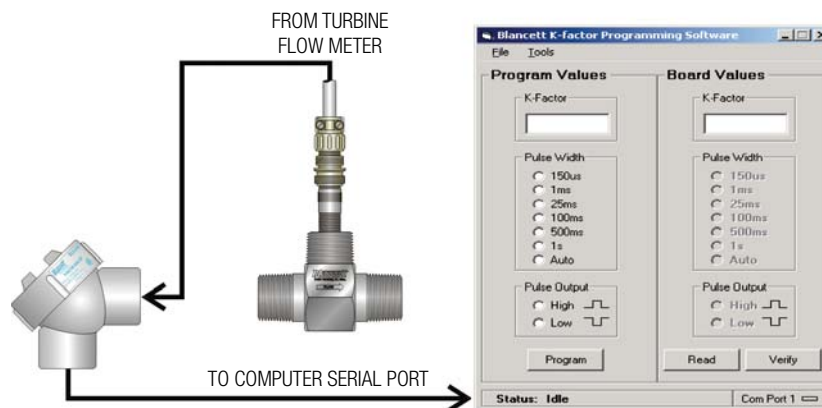 FROM TURBINE
FLOW METER
TO COMPUTER SERIAL PORT
Blancett K-factor Programming Software
File Tools
Program Values
K-Factor
Pulse Width
150us
1ms
25ms
100ms
500ms
1s
Auto
Pulse Output
High
Low
Program
Board Values
K-Factor
Pulse Width
150us
1ms
25ms
100ms
500ms
1s
Auto
Pulse Output
High
Low
Read Verify
Status: Idle Com Port 1